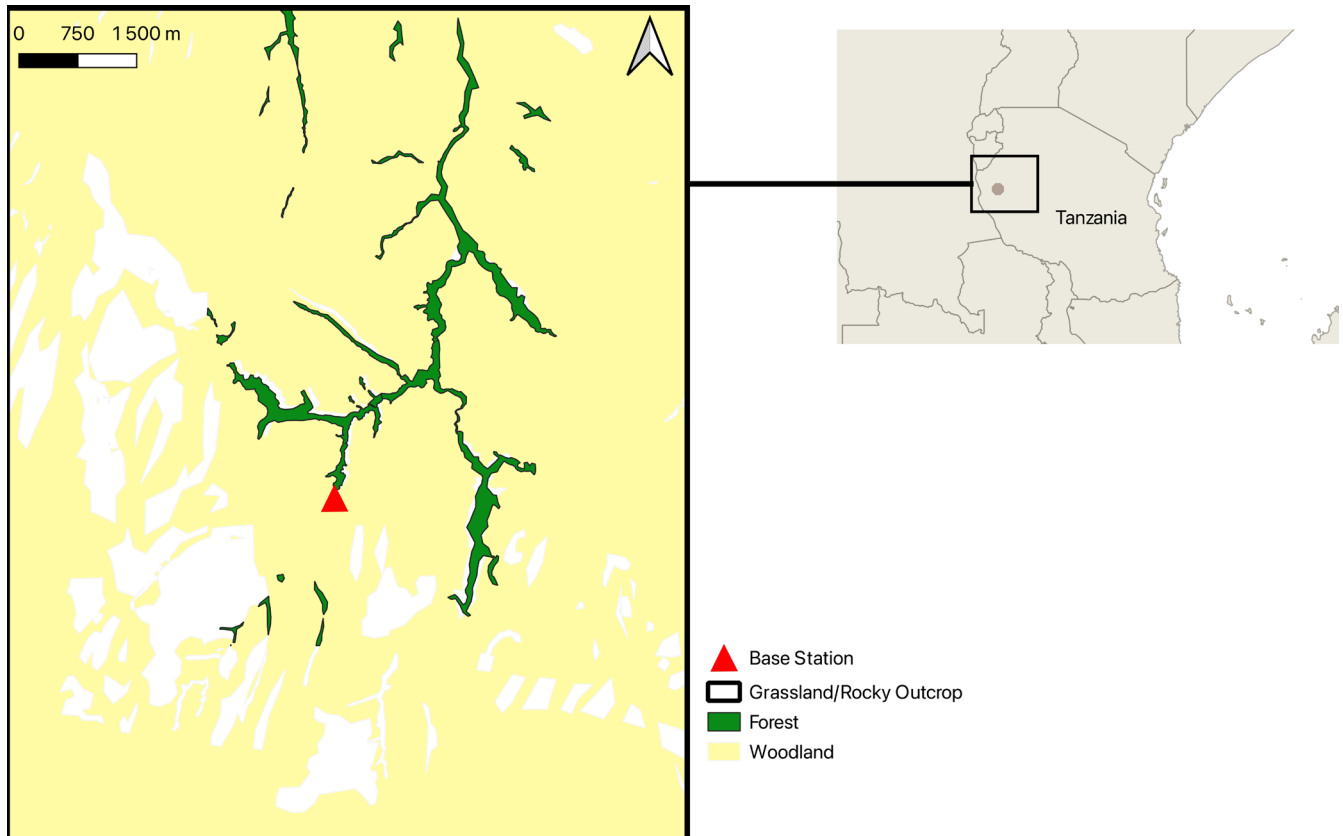 0 750 1 500 m
Tanzania
Base Station
Grassland/Rocky Outcrop
Forest
Woodland